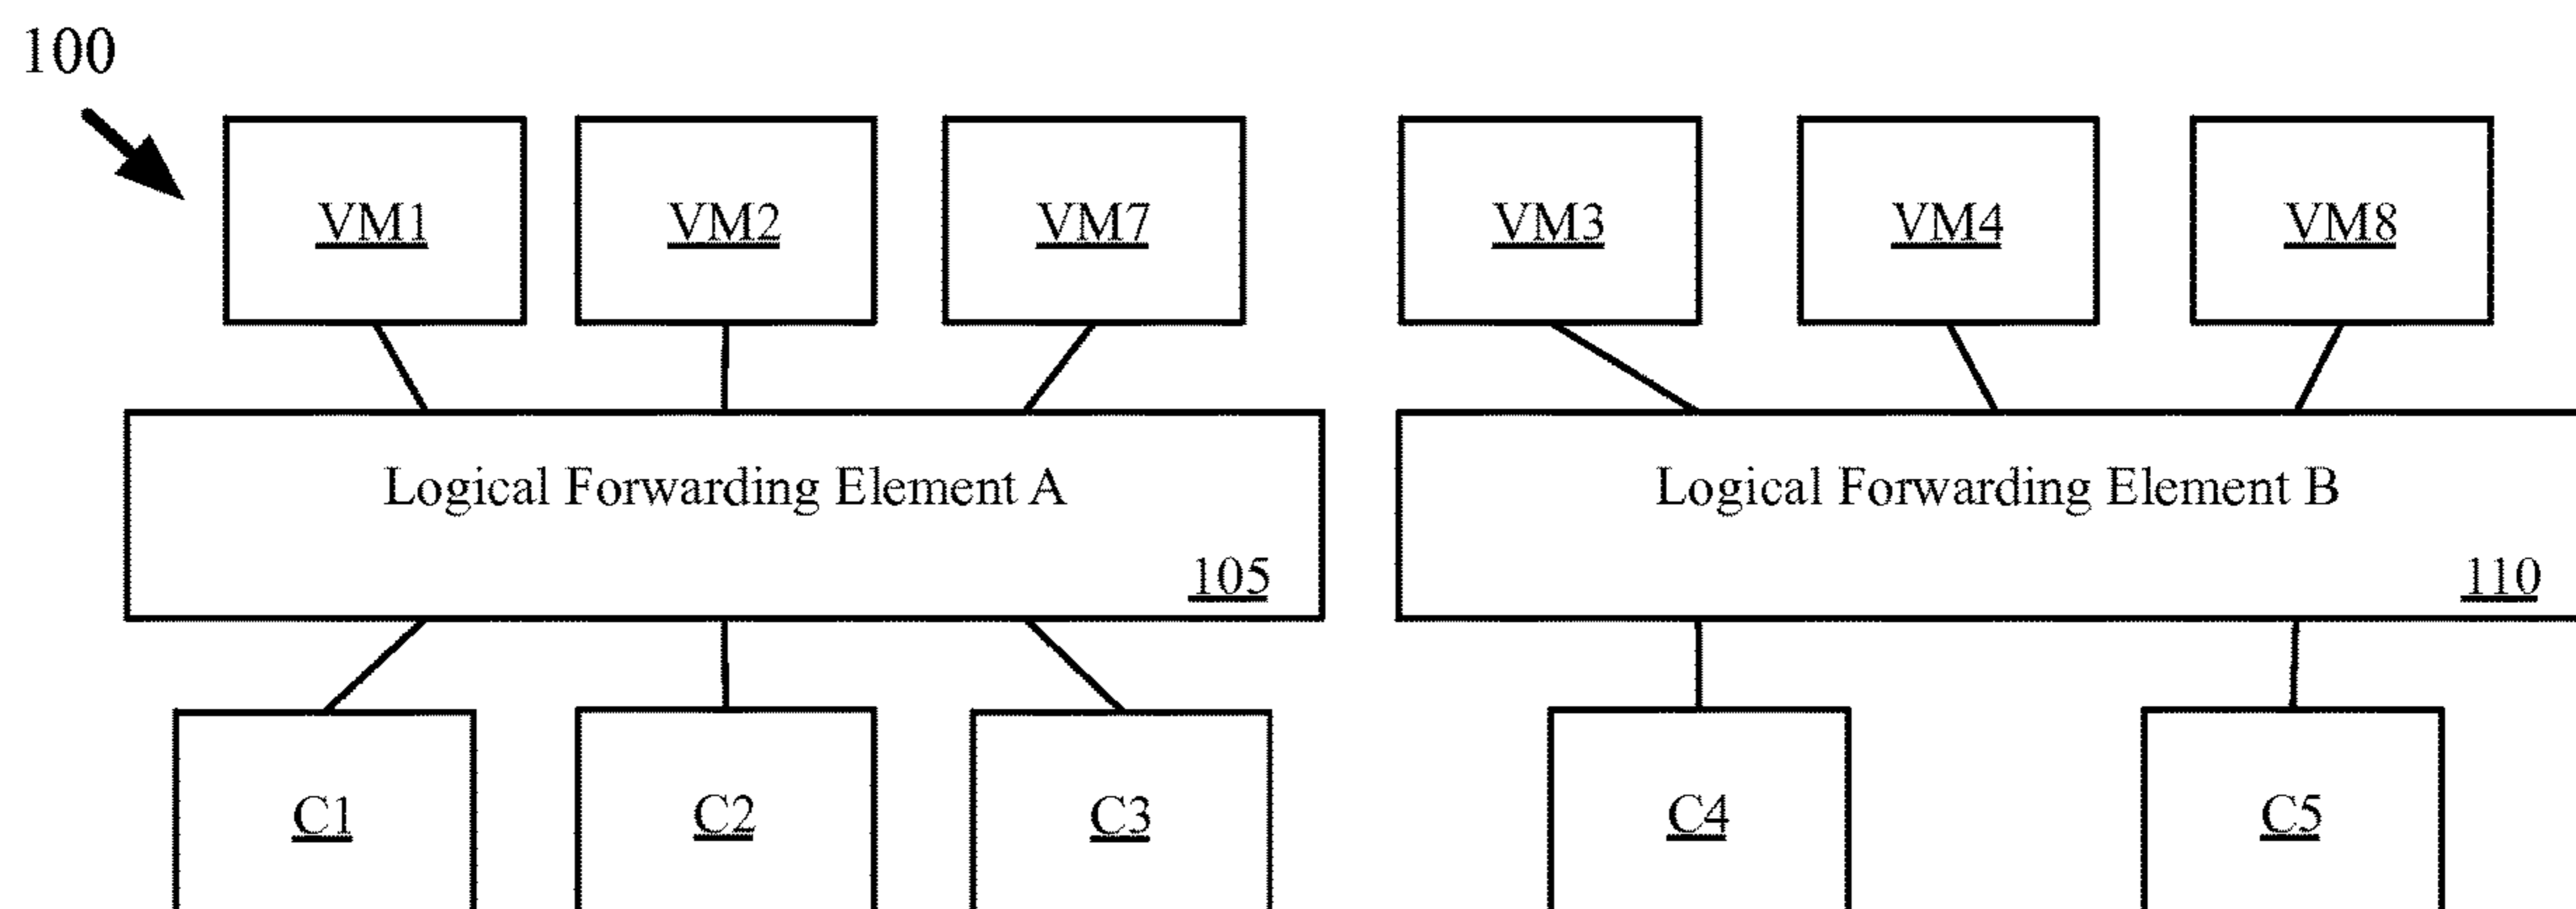 100
VM1 VM2 VM7 VM3 VM4 VM8
Logical Forwarding Element A Logical Forwarding Element B
105 110
C1 C2 C3 C4 C5